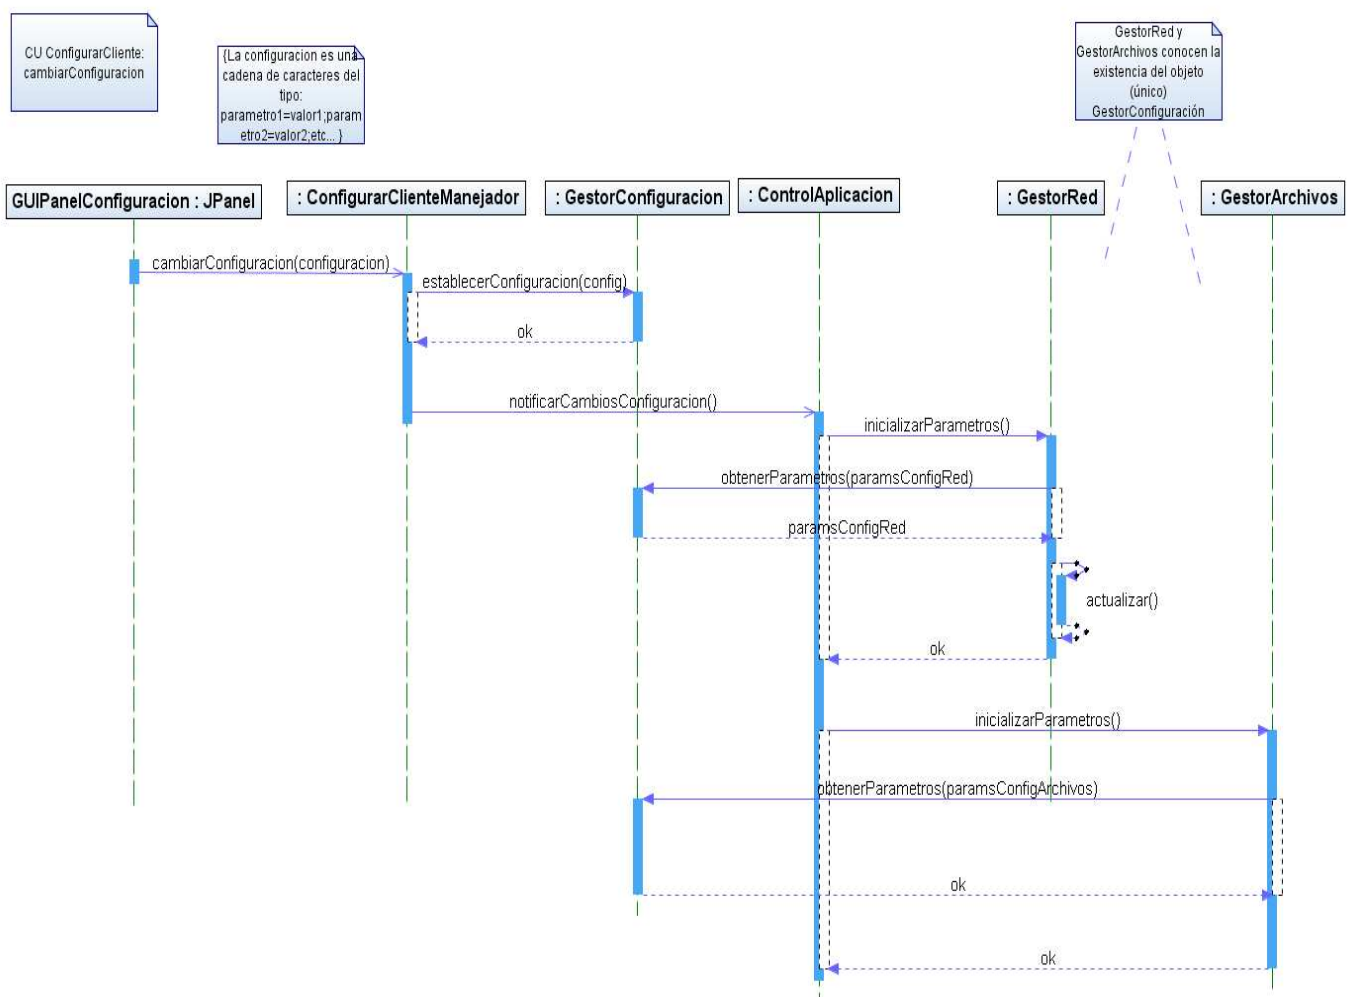 CU ConfigurarCliente:
cambiarConfiguracion
{La configuracion es una
cadena de caracteres del
tipo:
parametro1=valor1;param
etro2=valor2;etc... }
GestorRed y
GestorArchivos conocen la
existencia del objeto
(único)
GestorConfiguración
GUIPanelConfiguracion : JPanel
: ConfigurarClienteManejador
: GestorConfiguracion
: ControlAplicacion
: GestorRed
: GestorArchivos
cambiarConfiguracion(configuracion)
establecerConfiguracion(config)
ok
notificarCambiosConfiguracion()
inicializarParametros()
obtenerParametros(paramsConfigRed)
paramsConfigRed
actualizar()
ok
inicializarParametros()
obtenerParametros(paramsConfigArchivos)
ok
ok